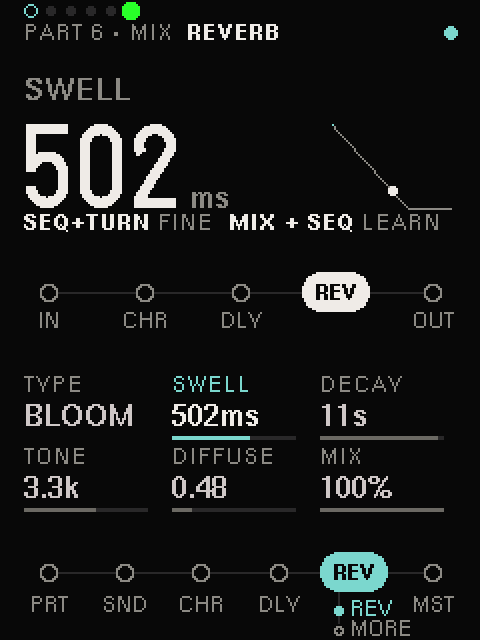 PART 6 · MIX REVERB
SWELL
502 ms
SEQ+TURN FINE MIX + SEQ LEARN
REV
IN CHR DLY OUT
TYPE SWELL DECAY
BLOOM 502ms 11s
TONE DIFFUSE MIX
3.3k 0.48 100%
REV
PRT SND CHR DLY REV MST
MORE